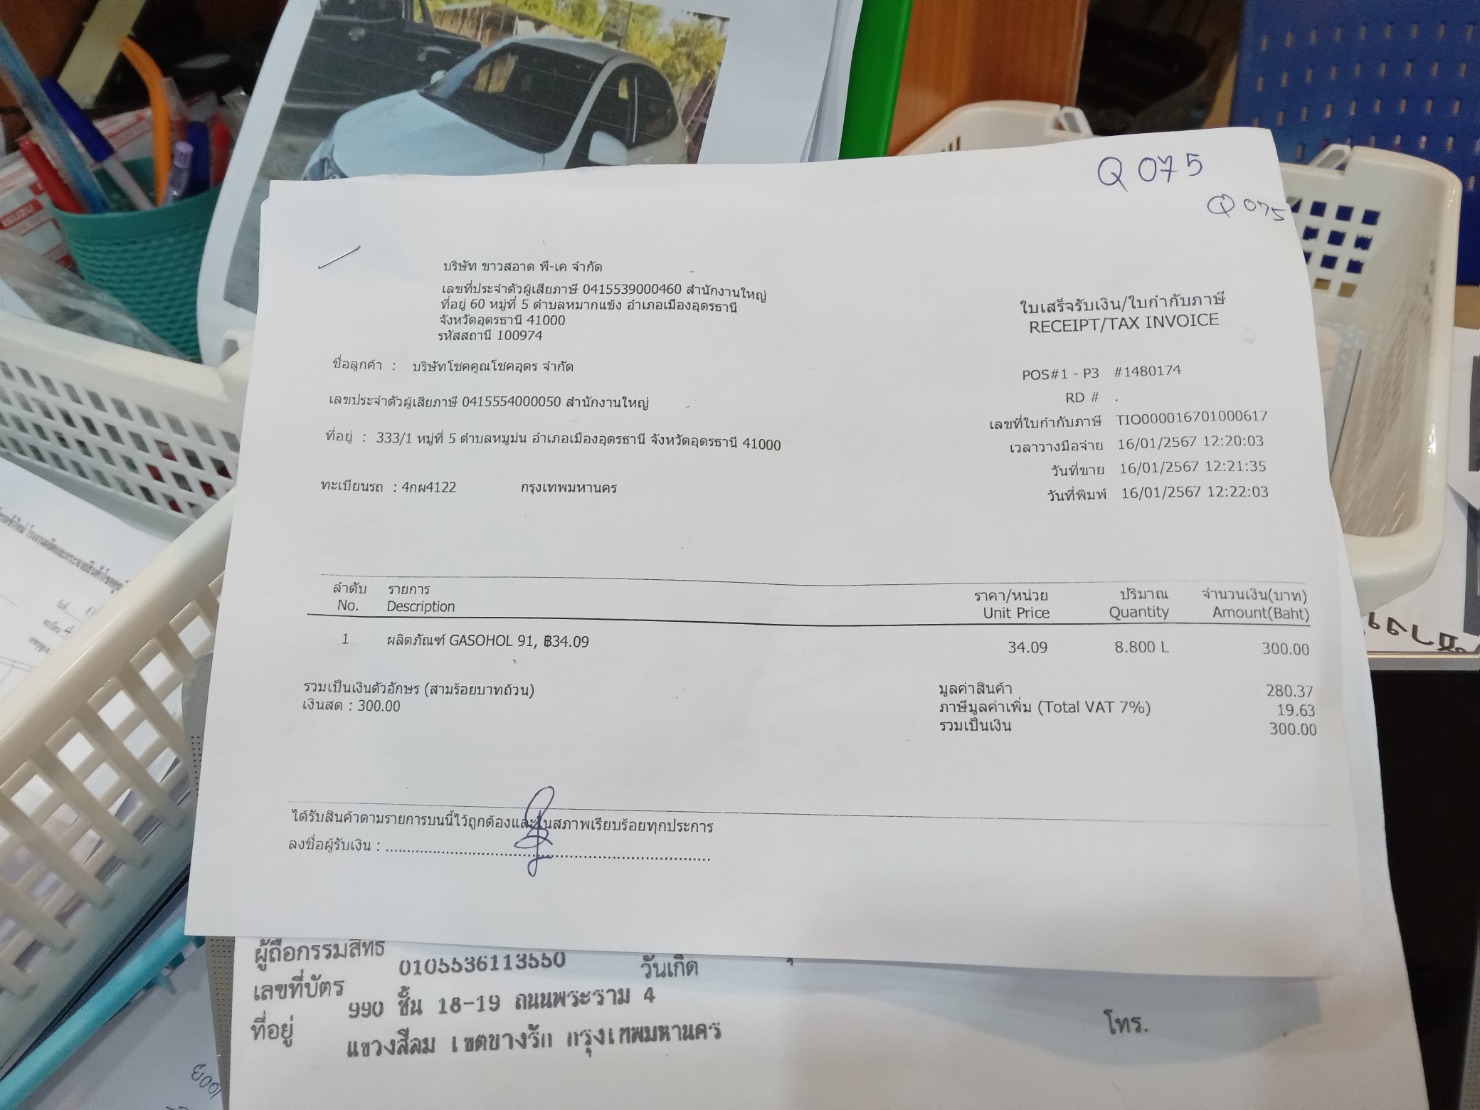 Q 075
Q 075
บริษัท ขาวสอาด พี-เค จำกัด
เลขที่ประจำตัวผู้เสียภาษี 0415539000460 สำนักงานใหญ่
ที่อยู่ 60 หมู่ที่ 5 ตำบลหมากแข้ง อำเภอเมืองอุดรธานี
จังหวัดอุดรธานี 41000
รหัสสถานี 100974
ใบเสร็จรับเงิน/ใบกำกับภาษี
RECEIPT/TAX INVOICE
ชื่อลูกค้า : บริษัทโชคคูณโชคอุดร จำกัด
เลขประจำตัวผู้เสียภาษี 0415554000050 สำนักงานใหญ่
ที่อยู่ : 333/1 หมู่ที่ 5 ตำบลหมูม่น อำเภอเมืองอุดรธานี จังหวัดอุดรธานี 41000
ทะเบียนรถ : 4กผ4122 กรุงเทพมหานคร
POS#1 - P3 #1480174
RD # .
เลขที่ใบกำกับภาษี TIO000016701000617
เวลาวางมือจ่าย 16/01/2567 12:20:03
วันที่ขาย 16/01/2567 12:21:35
วันที่พิมพ์ 16/01/2567 12:22:03
ลำดับ รายการ ราคา/หน่วย ปริมาณ จำนวนเงิน(บาท)
No. Description Unit Price Quantity Amount(Baht)
1 ผลิตภัณฑ์ GASOHOL 91, ฿34.09 34.09 8.800 L 300.00
รวมเป็นเงินตัวอักษร (สามร้อยบาทถ้วน)
เงินสด : 300.00
มูลค่าสินค้า 280.37
ภาษีมูลค่าเพิ่ม (Total VAT 7%) 19.63
รวมเป็นเงิน 300.00
ได้รับสินค้าตามรายการบนนี้ไว้ถูกต้องและในสภาพเรียบร้อยทุกประการ
ลงชื่อผู้รับเงิน :
ผู้ถือกรรมสิทธิ์
เลขที่บัตร 0105536113550 วันเกิด
ที่อยู่ 990 ชั้น 18-19 ถนนพระราม 4
แขวงสีลม เขตบางรัก กรุงเทพมหานคร
โทร.